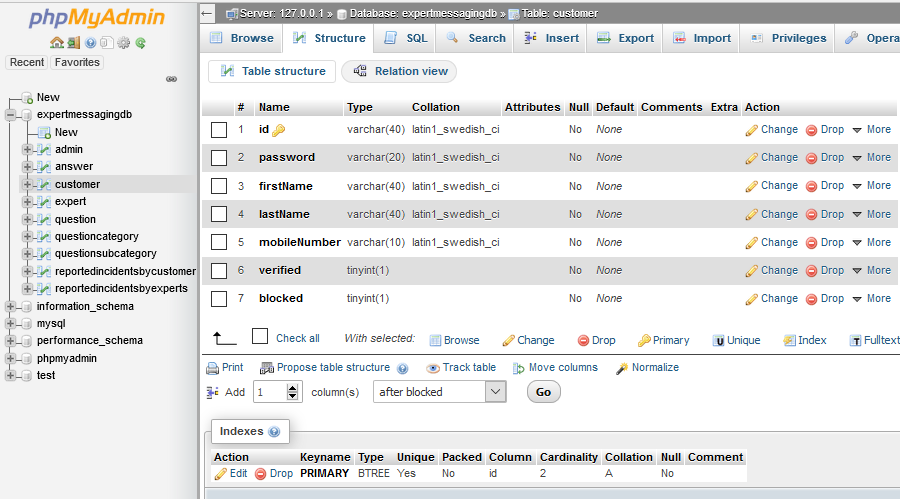 phpMyAdmin
Recent Favorites
New
expertmessagingdb
New
admin
answer
customer
expert
question
questioncategory
questionsubcategory
reportedincidentsbycustomer
reportedincidentsbyexperts
information_schema
mysql
performance_schema
phpmyadmin
test
Server: 127.0.0.1 » Database: expertmessagingdb » Table: customer
Browse Structure SQL Search Insert Export Import Privileges Opera
Table structure Relation view
# Name Type Collation Attributes Null Default Comments Extra Action
1 id varchar(40) latin1_swedish_ci No None Change Drop More
2 password varchar(20) latin1_swedish_ci No None Change Drop More
3 firstName varchar(40) latin1_swedish_ci No None Change Drop More
4 lastName varchar(40) latin1_swedish_ci No None Change Drop More
5 mobileNumber varchar(10) latin1_swedish_ci No None Change Drop More
6 verified tinyint(1) No None Change Drop More
7 blocked tinyint(1) No None Change Drop More
Check all With selected: Browse Change Drop Primary Unique Index Fulltext
Print Propose table structure Track table Move columns Normalize
Add 1 column(s) after blocked Go
Indexes
Action Keyname Type Unique Packed Column Cardinality Collation Null Comment
Edit Drop PRIMARY BTREE Yes No id 2 A No